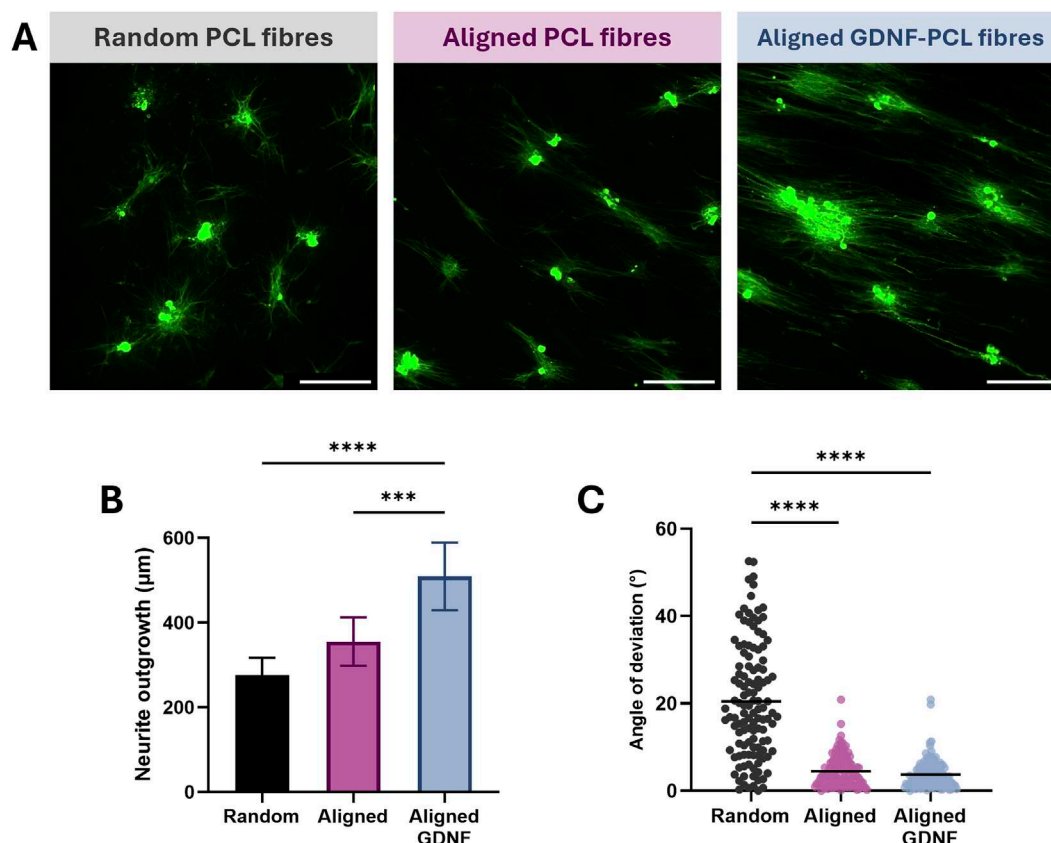 A
Random PCL fibres
Aligned PCL fibres
Aligned GDNF-PCL fibres
B
****
***
Neurite outgrowth (µm)
600
400
200
0
Random
Aligned
Aligned
GDNF
C
****
****
Angle of deviation (°)
60
40
20
0
Random
Aligned
Aligned
GDNF